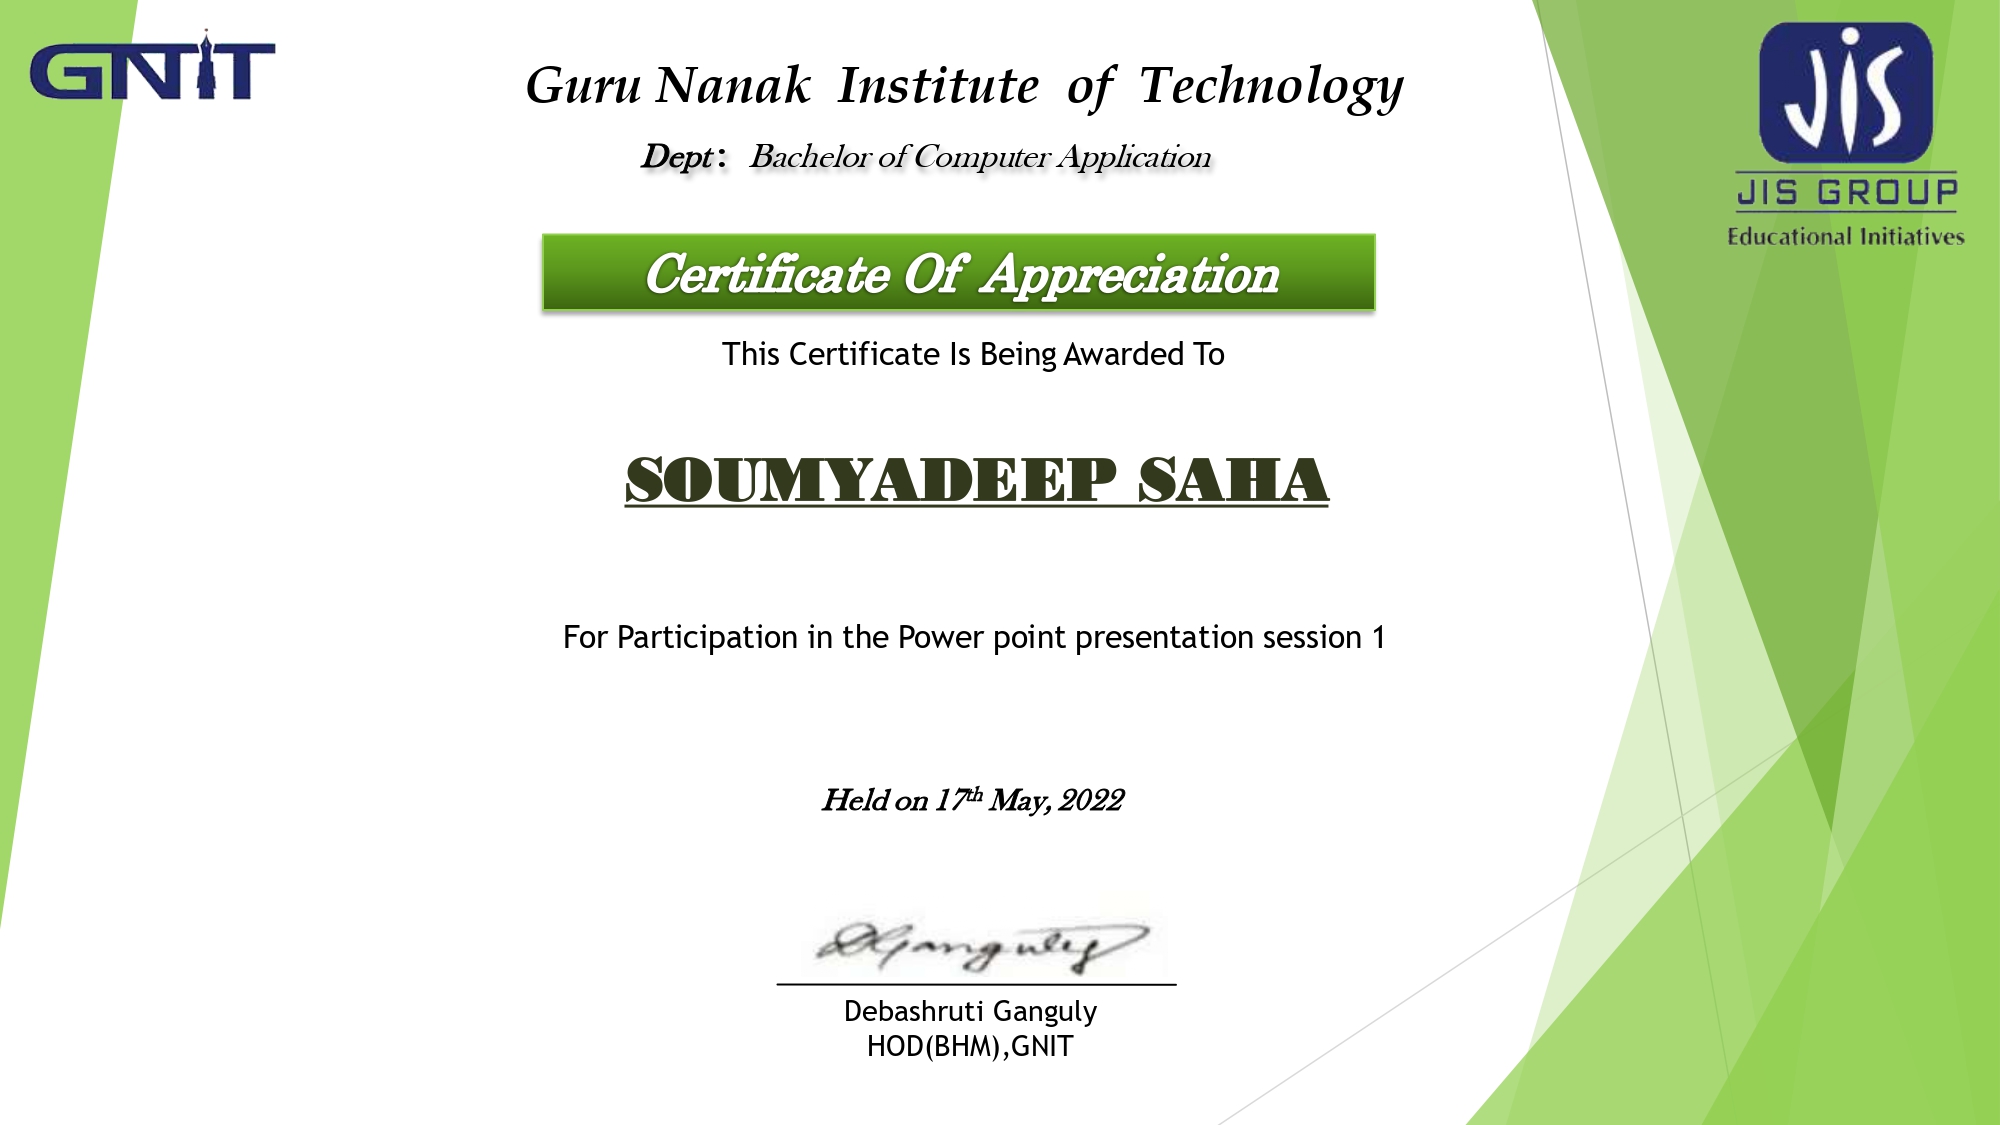 GNIT
Guru Nanak Institute of Technology
JIS
JIS GROUP
Educational Initiatives
Dept : Bachelor of Computer Application
Certificate Of Appreciation
This Certificate Is Being Awarded To
SOUMYADEEP SAHA
For Participation in the Power point presentation session 1
Held on 17th May, 2022
DGanguly
Debashruti Ganguly
HOD(BHM),GNIT